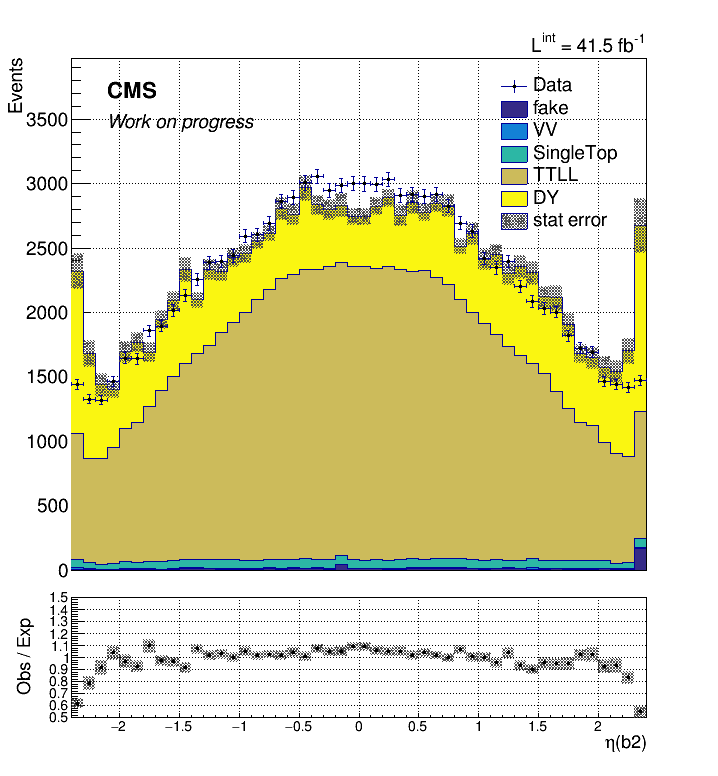 L^int = 41.5 fb^-1
Events
CMS
Work on progress
Data
fake
VV
SingleTop
TTLL
DY
stat error
3500
3000
2500
2000
1500
1000
500
0
Obs / Exp
1.5
1.4
1.3
1.2
1.1
1
0.9
0.8
0.7
0.6
0.5
−2 −1.5 −1 −0.5 0 0.5 1 1.5 2
η(b2)